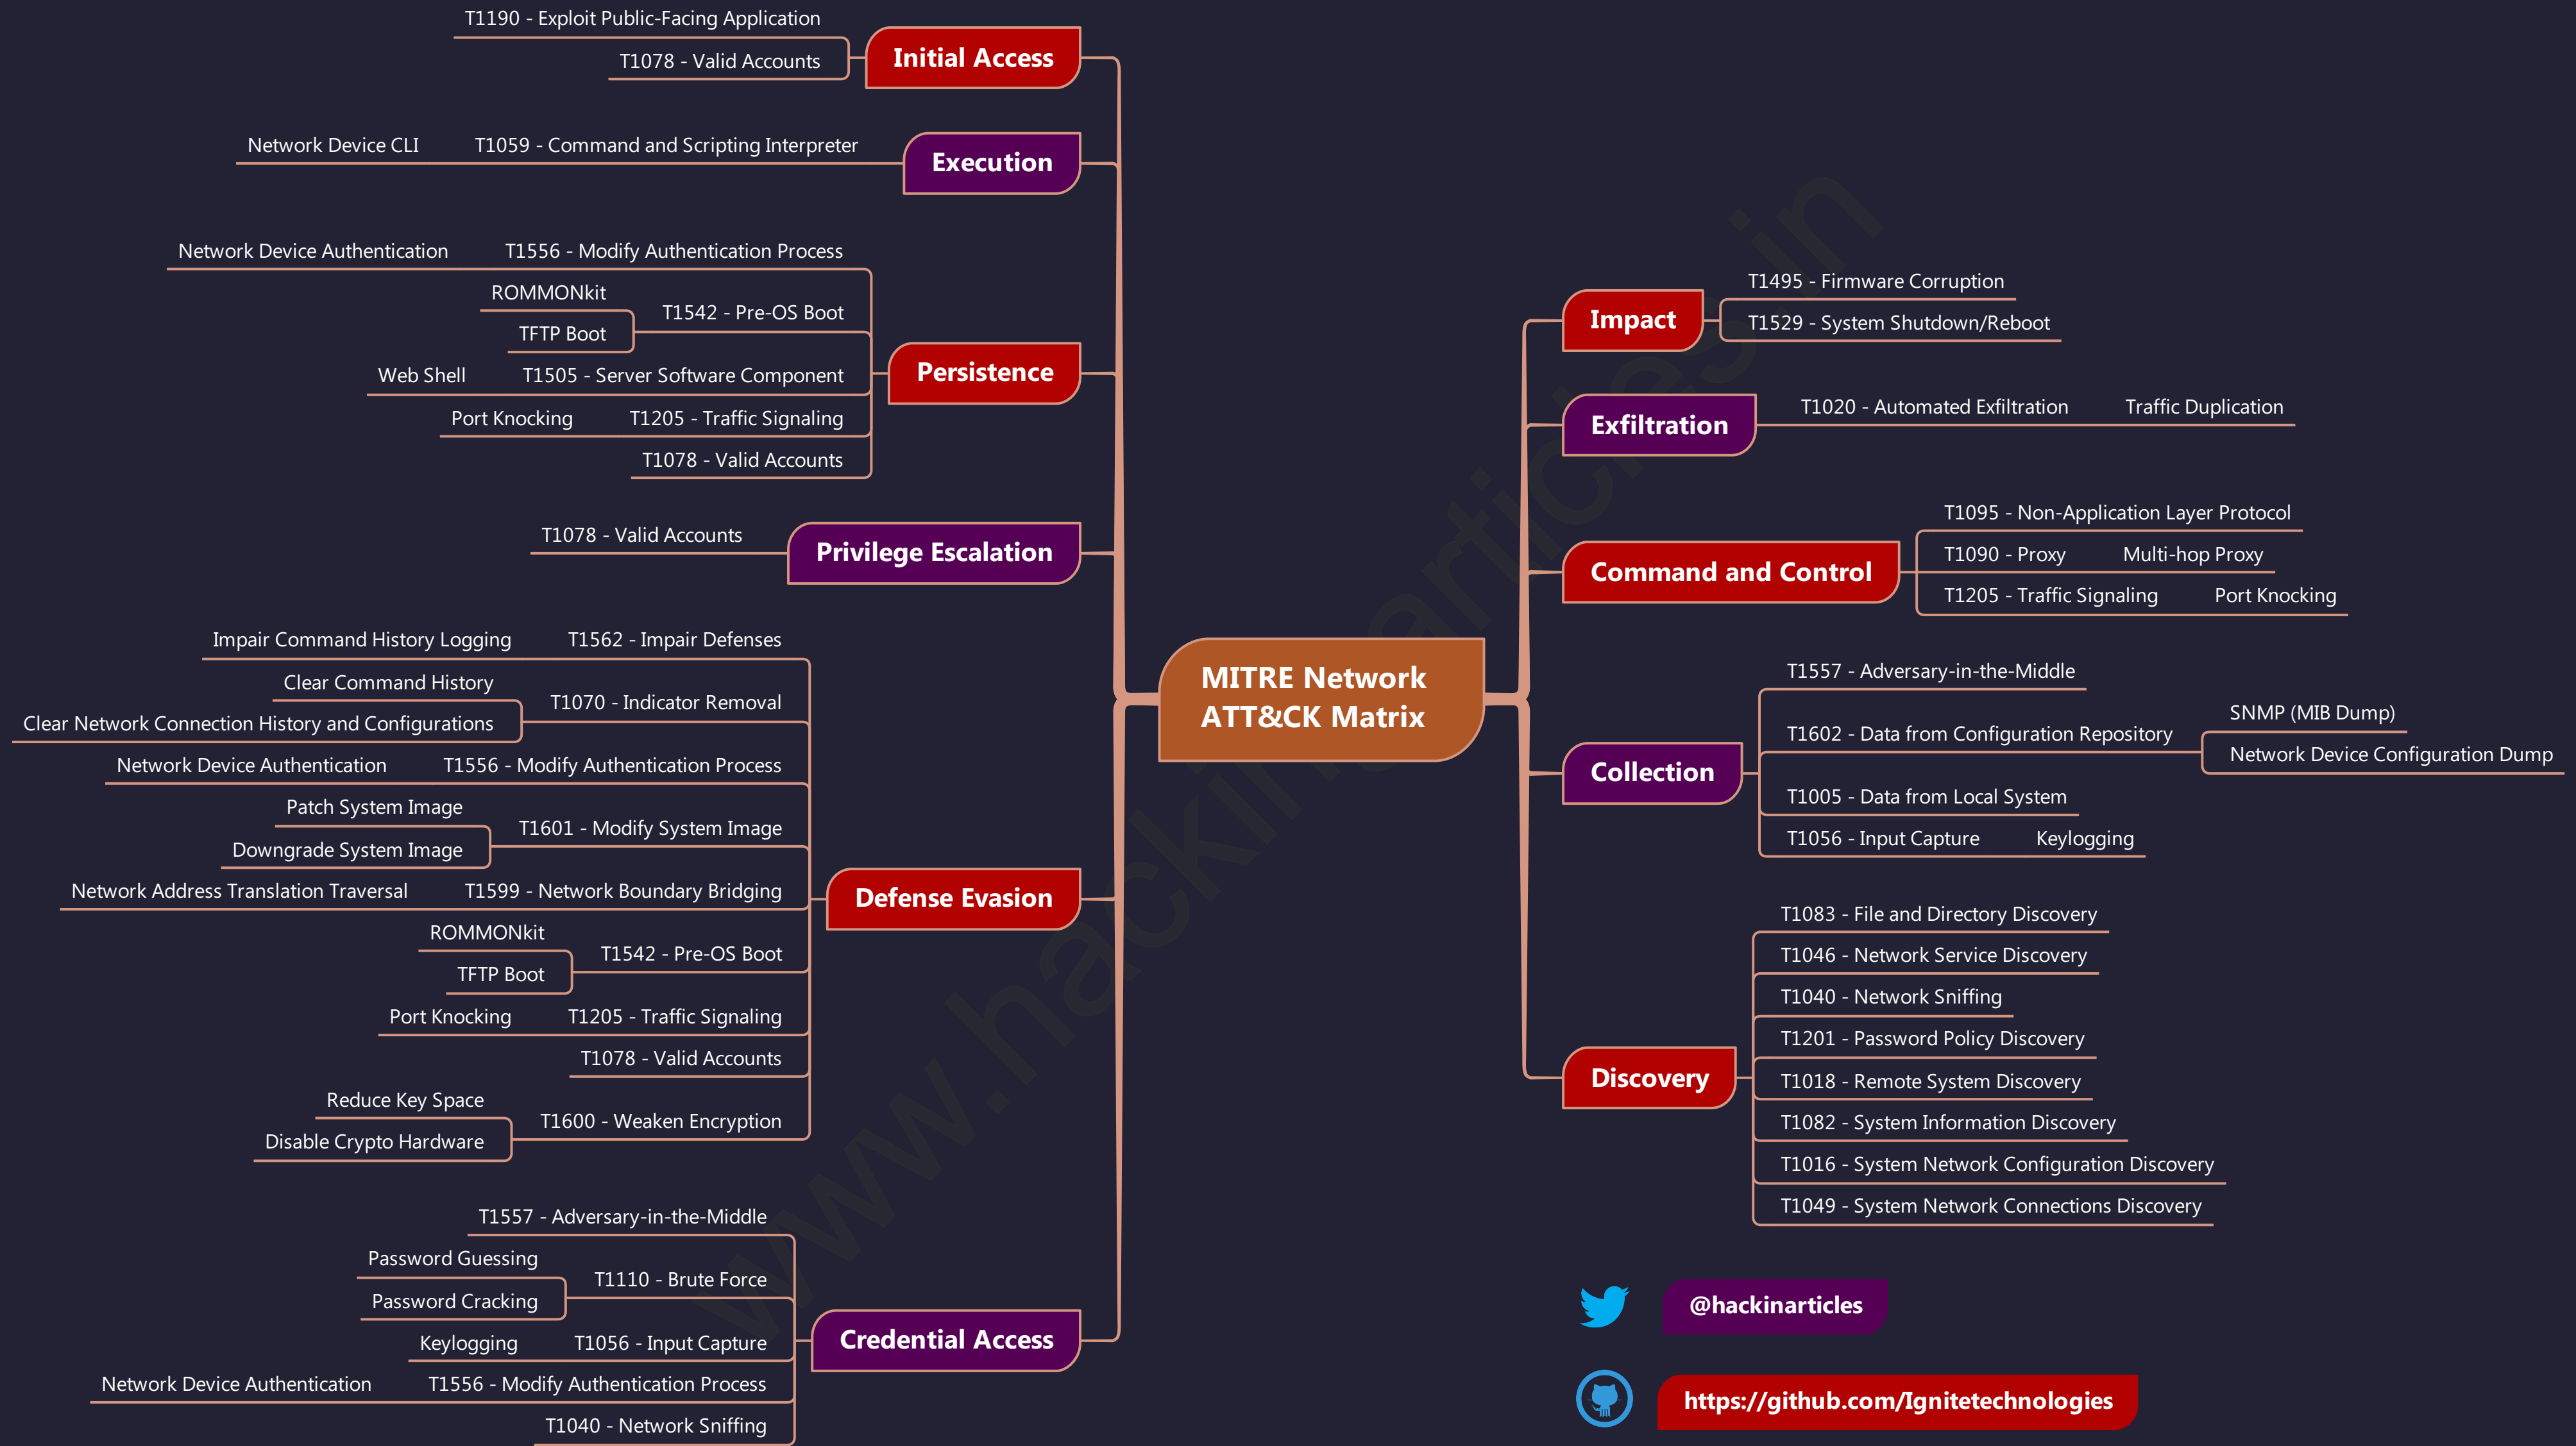 T1190 - Exploit Public-Facing Application
T1078 - Valid Accounts
Initial Access
Network Device CLI
T1059 - Command and Scripting Interpreter
Execution
Network Device Authentication
T1556 - Modify Authentication Process
ROMMONkit
TFTP Boot
T1542 - Pre-OS Boot
Web Shell
T1505 - Server Software Component
Port Knocking
T1205 - Traffic Signaling
T1078 - Valid Accounts
Persistence
T1078 - Valid Accounts
Privilege Escalation
Impair Command History Logging
T1562 - Impair Defenses
Clear Command History
Clear Network Connection History and Configurations
T1070 - Indicator Removal
Network Device Authentication
T1556 - Modify Authentication Process
Patch System Image
Downgrade System Image
T1601 - Modify System Image
Network Address Translation Traversal
T1599 - Network Boundary Bridging
ROMMONkit
TFTP Boot
T1542 - Pre-OS Boot
Port Knocking
T1205 - Traffic Signaling
T1078 - Valid Accounts
Reduce Key Space
Disable Crypto Hardware
T1600 - Weaken Encryption
Defense Evasion
T1557 - Adversary-in-the-Middle
Password Guessing
Password Cracking
T1110 - Brute Force
Keylogging
T1056 - Input Capture
Network Device Authentication
T1556 - Modify Authentication Process
T1040 - Network Sniffing
Credential Access
MITRE Network
ATT&CK Matrix
Impact
T1495 - Firmware Corruption
T1529 - System Shutdown/Reboot
Exfiltration
T1020 - Automated Exfiltration
Traffic Duplication
Command and Control
T1095 - Non-Application Layer Protocol
T1090 - Proxy
Multi-hop Proxy
T1205 - Traffic Signaling
Port Knocking
Collection
T1557 - Adversary-in-the-Middle
T1602 - Data from Configuration Repository
SNMP (MIB Dump)
Network Device Configuration Dump
T1005 - Data from Local System
T1056 - Input Capture
Keylogging
Discovery
T1083 - File and Directory Discovery
T1046 - Network Service Discovery
T1040 - Network Sniffing
T1201 - Password Policy Discovery
T1018 - Remote System Discovery
T1082 - System Information Discovery
T1016 - System Network Configuration Discovery
T1049 - System Network Connections Discovery
@hackinarticles
https://github.com/Ignitetechnologies